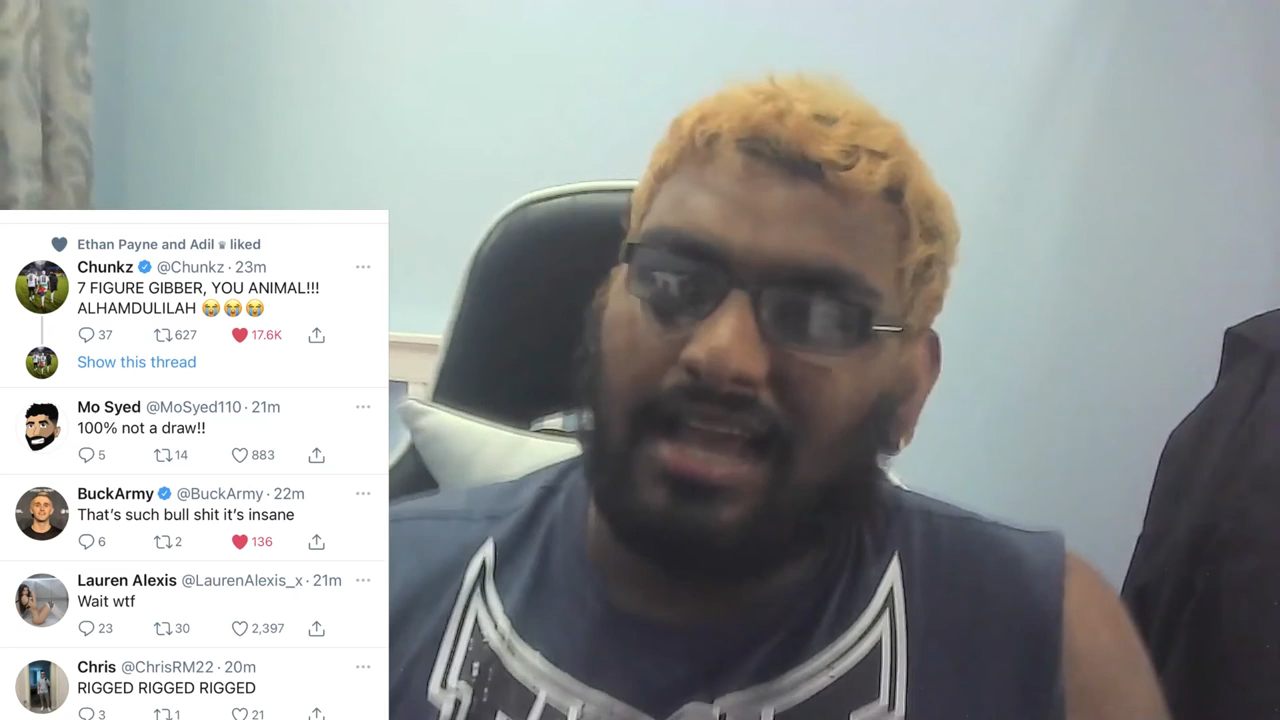 Ethan Payne and Adil ♛ liked
Chunkz @Chunkz · 23m
7 FIGURE GIBBER, YOU ANIMAL!!!
ALHAMDULILAH 😭😭😭
37 627 17.6K
Show this thread
Mo Syed @MoSyed110 · 21m
100% not a draw!!
5 14 883
BuckArmy @BuckArmy · 22m
That's such bull shit it's insane
6 2 136
Lauren Alexis @LaurenAlexis_x · 21m
Wait wtf
23 30 2,397
Chris @ChrisRM22 · 20m
RIGGED RIGGED RIGGED
3 1 21